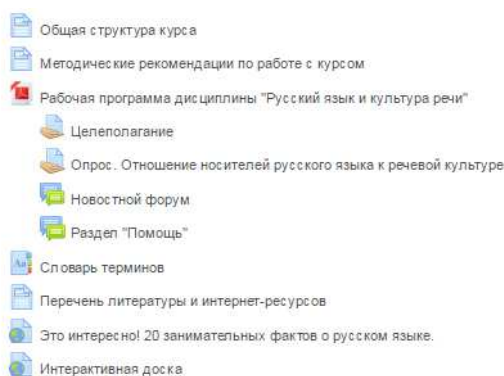 Общая структура курса
Методические рекомендации по работе с курсом
Рабочая программа дисциплины "Русский язык и культура речи"
Целеполагание
Опрос. Отношение носителей русского языка к речевой культуре
Новостной форум
Раздел "Помощь"
Словарь терминов
Перечень литературы и интернет-ресурсов
Это интересно! 20 занимательных фактов о русском языке.
Интерактивная доска